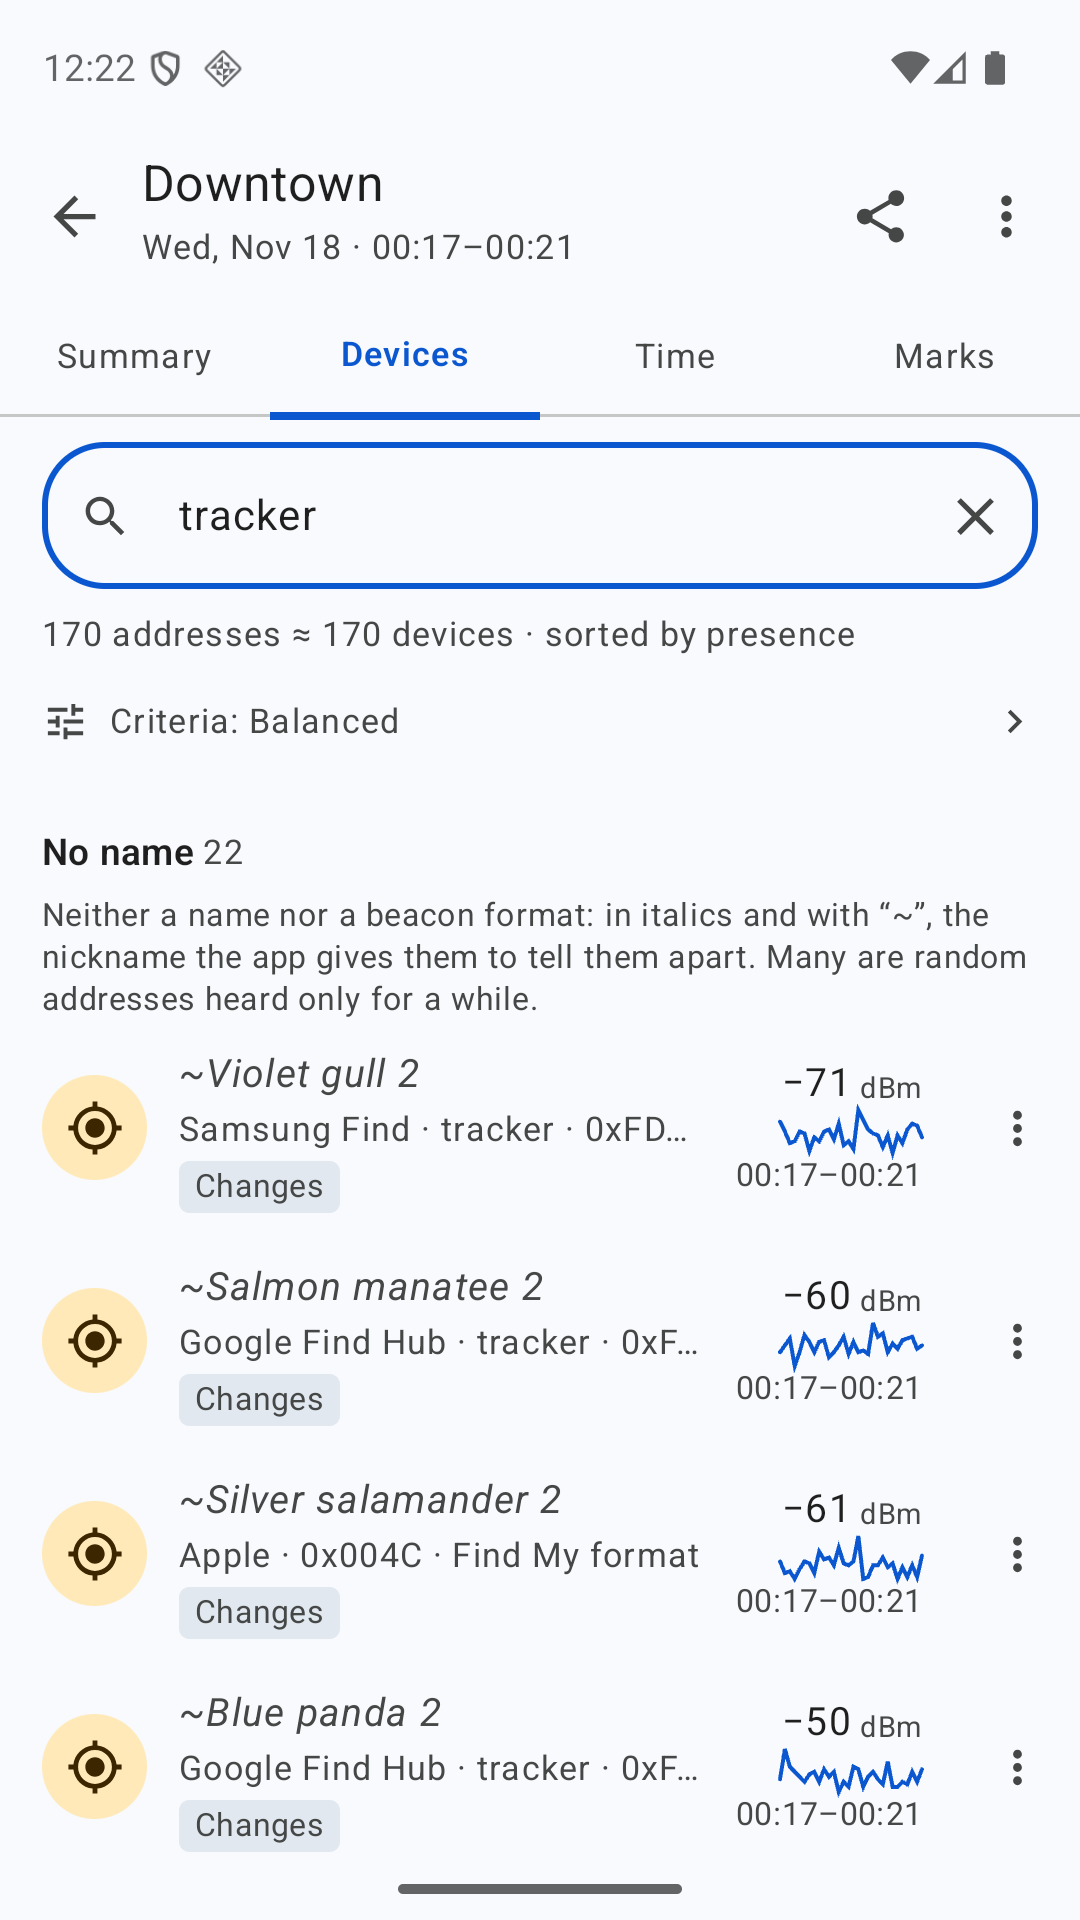 12:22
Downtown
Wed, Nov 18 · 00:17–00:21
Summary
Devices
Time
Marks
tracker
170 addresses ≈ 170 devices · sorted by presence
Criteria: Balanced
No name 22
Neither a name nor a beacon format: in italics and with “~”, the
nickname the app gives them to tell them apart. Many are random
addresses heard only for a while.
~Violet gull 2
−71 dBm
Samsung Find · tracker · 0xFD…
Changes
00:17–00:21
~Salmon manatee 2
−60 dBm
Google Find Hub · tracker · 0xF…
Changes
00:17–00:21
~Silver salamander 2
−61 dBm
Apple · 0x004C · Find My format
Changes
00:17–00:21
~Blue panda 2
−50 dBm
Google Find Hub · tracker · 0xF…
Changes
00:17–00:21